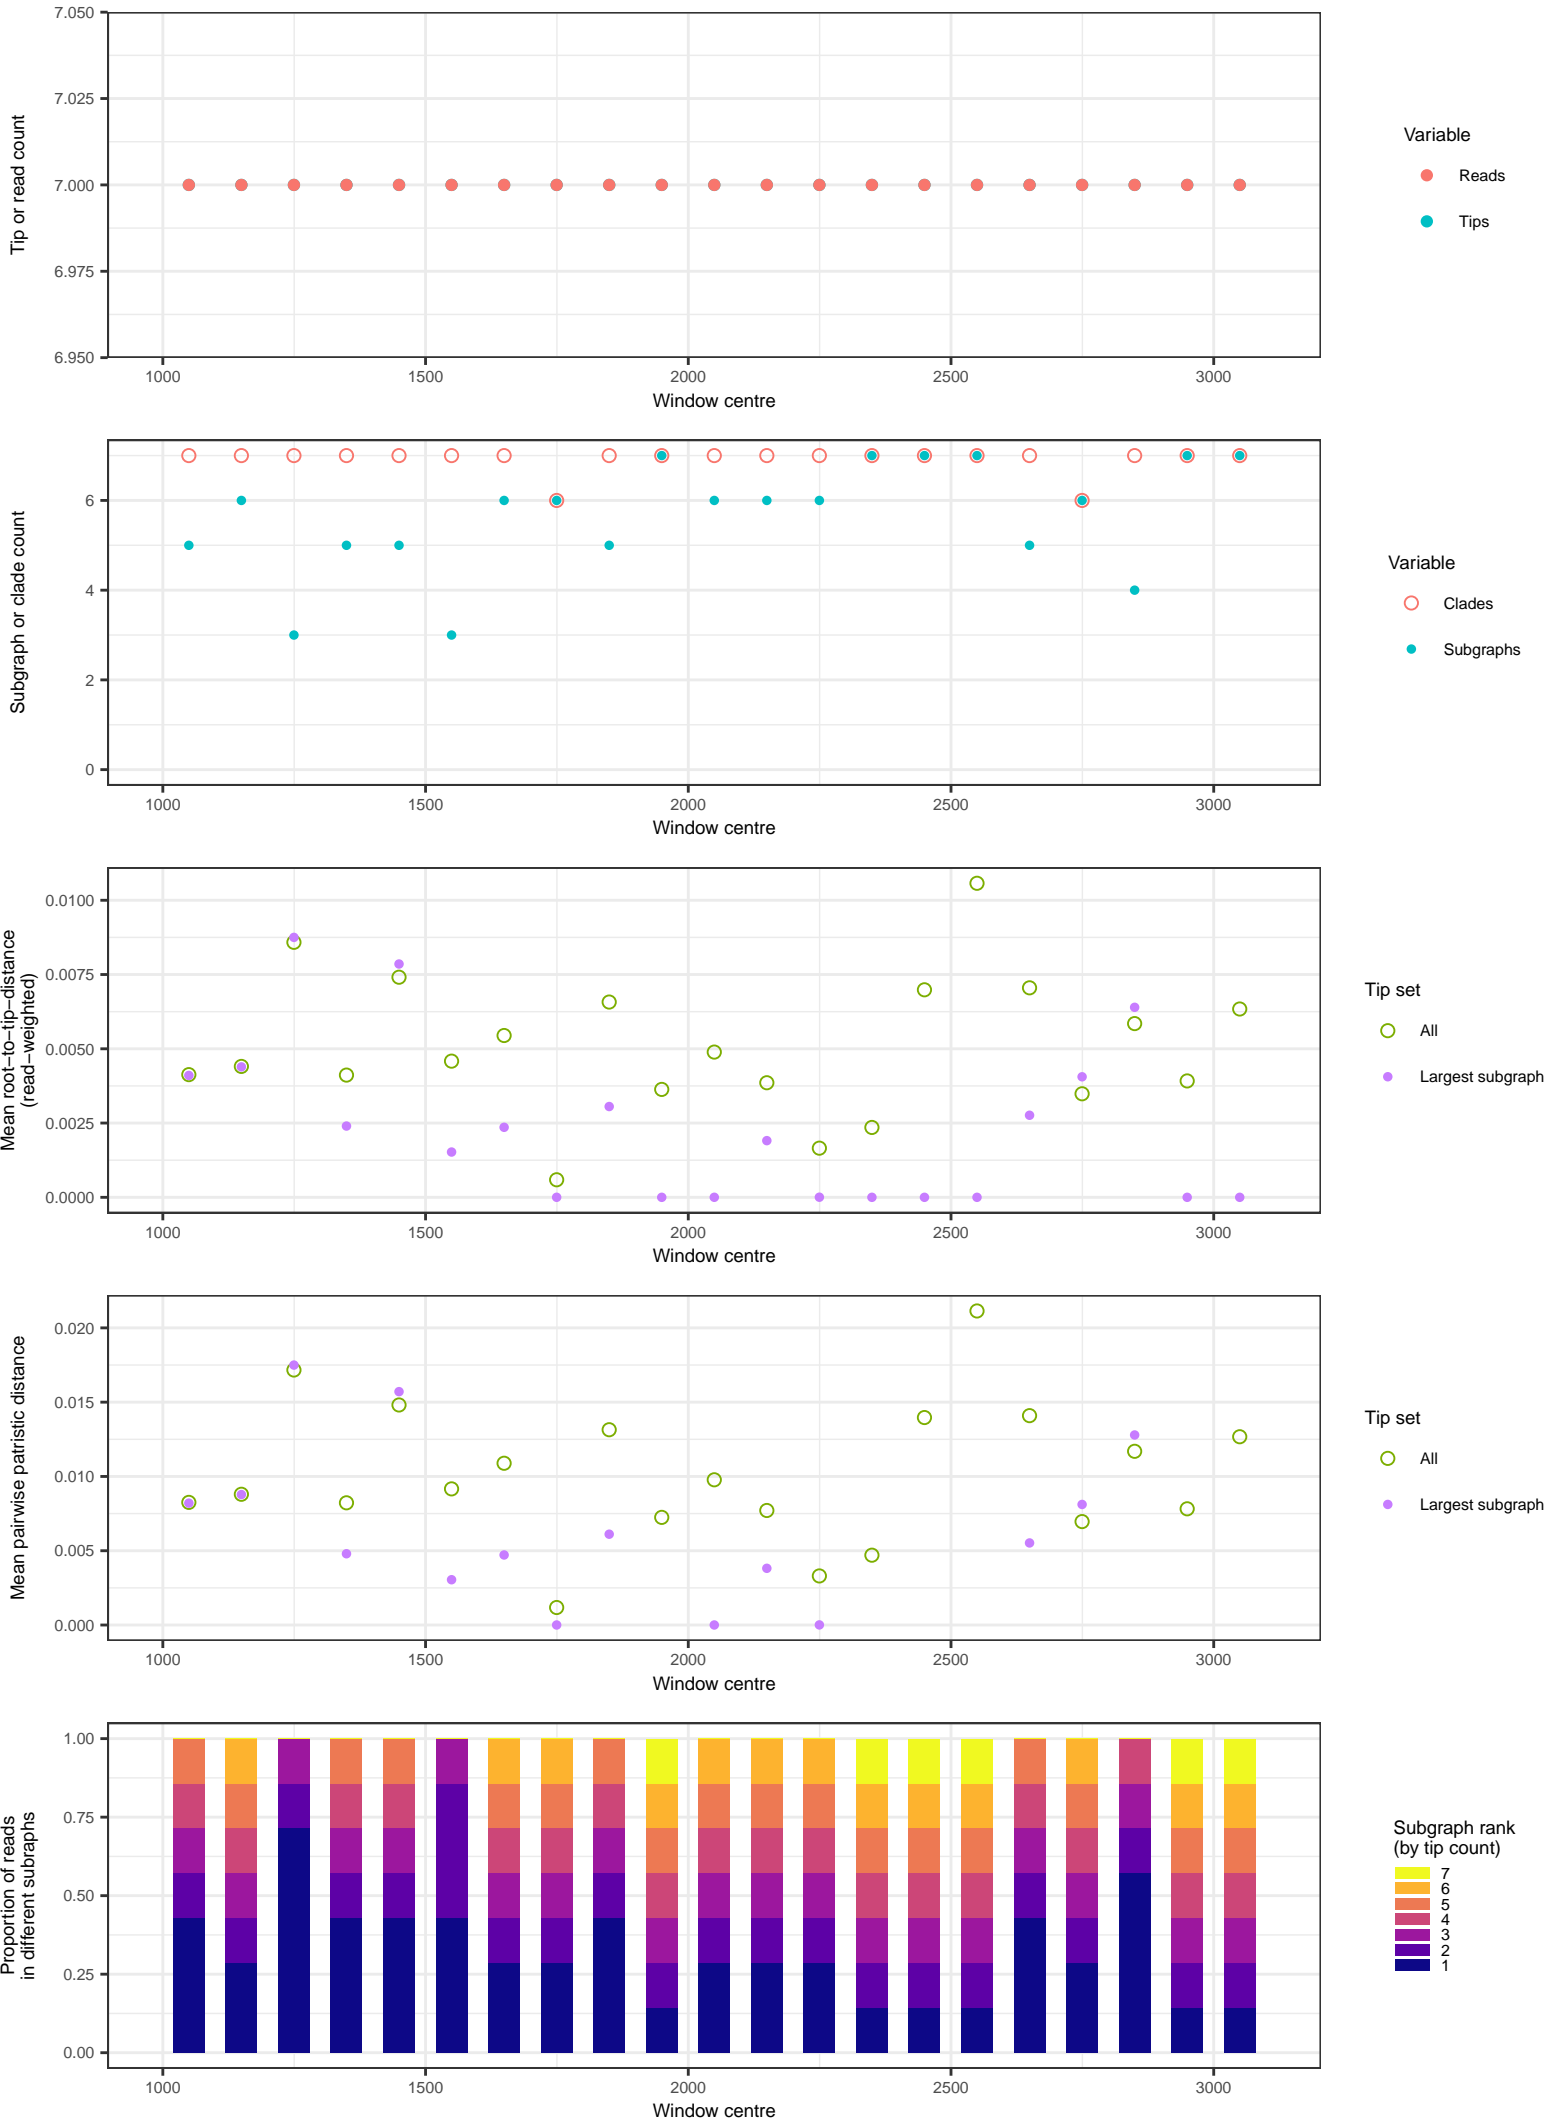 7.050
7.025
7.000
6.975
6.950
Tip or read count
1000 1500 2000 2500 3000
Window centre
Variable
Reads
Tips
6
4
2
0
Subgraph or clade count
1000 1500 2000 2500 3000
Window centre
Variable
Clades
Subgraphs
0.0100
0.0075
0.0050
0.0025
0.0000
Mean root−to−tip−distance
(read−weighted)
1000 1500 2000 2500 3000
Window centre
Tip set
All
Largest subgraph
0.020
0.015
0.010
0.005
0.000
Mean pairwise patristic distance
1000 1500 2000 2500 3000
Window centre
Tip set
All
Largest subgraph
1.00
0.75
0.50
0.25
0.00
Proportion of reads
in different subraphs
1000 1500 2000 2500 3000
Window centre
Subgraph rank
(by tip count)
7
6
5
4
3
2
1